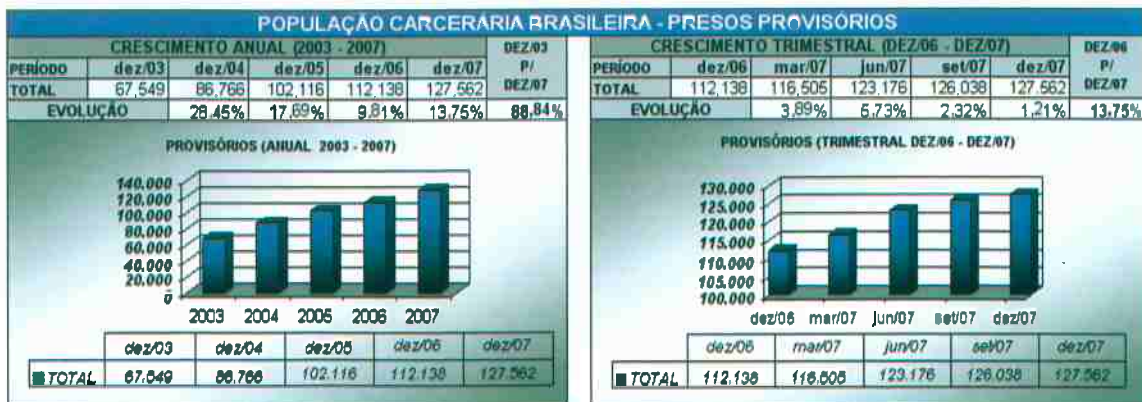 POPULAÇÃO CARCERÁRIA BRASILEIRA - PRESOS PROVISÓRIOS
CRESCIMENTO ANUAL (2003 - 2007) DEZ/03 P/ DEZ/07
PERÍODO dez/03 dez/04 dez/05 dez/06 dez/07
TOTAL 67,549 86,766 102,116 112,138 127,562
EVOLUÇÃO 28,45% 17,69% 9,81% 13,75% 88,84%
PROVISÓRIOS (ANUAL 2003 - 2007)
140.000
120.000
100.000
80.000
60.000
40.000
20.000
0
2003 2004 2005 2006 2007
dez/03 dez/04 dez/05 dez/06 dez/07
TOTAL 67.549 86.766 102.116 112.138 127.562
CRESCIMENTO TRIMESTRAL (DEZ/06 - DEZ/07) DEZ/06 P/ DEZ/07
PERÍODO dez/06 mar/07 jun/07 set/07 dez/07
TOTAL 112,138 116,505 123,176 126,038 127,562
EVOLUÇÃO 3,89% 5,73% 2,32% 1,21% 13,75%
PROVISÓRIOS (TRIMESTRAL DEZ/06 - DEZ/07)
130.000
125.000
120.000
115.000
110.000
105.000
100.000
dez/06 mar/07 jun/07 set/07 dez/07
dez/06 mar/07 jun/07 set/07 dez/07
TOTAL 112.138 116.505 123.176 126.038 127.562